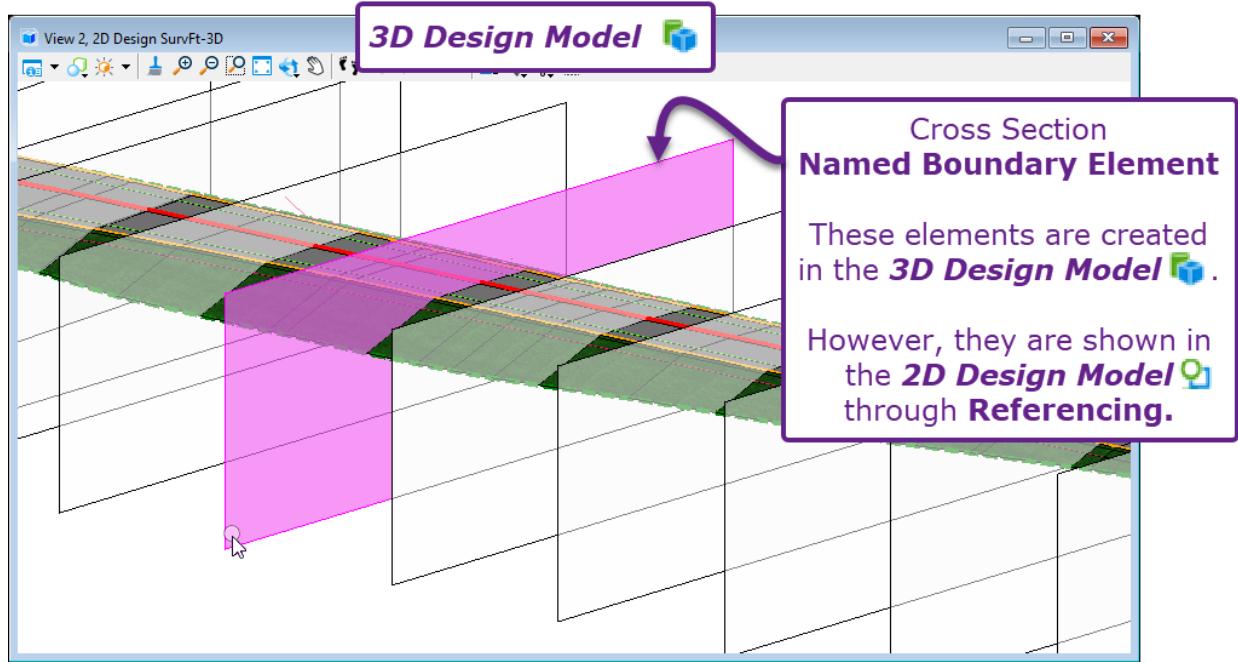 View 2, 2D Design SurvFt-3D
3D Design Model
Cross Section
Named Boundary Element
These elements are created
in the 3D Design Model .
However, they are shown in
the 2D Design Model
through Referencing.